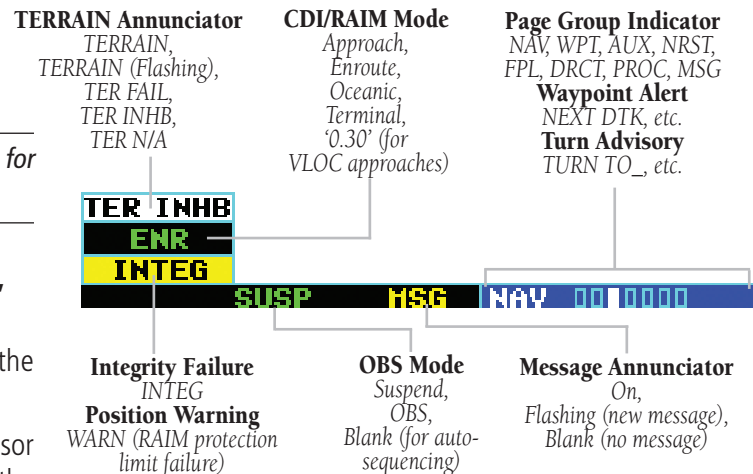 TERRAIN Annunciator
TERRAIN,
TERRAIN (Flashing),
TER FAIL,
TER INHB,
TER N/A
CDI/RAIM Mode
Approach,
Enroute,
Oceanic,
Terminal,
‘0.30’ (for
VLOC approaches)
Page Group Indicator
NAV, WPT, AUX, NRST,
FPL, DRCT, PROC, MSG
Waypoint Alert
NEXT DTK, etc.
Turn Advisory
TURN TO_, etc.
for
TER INHB
ENR
INTEG
SUSP
MSG
NAV
the
sor
Integrity Failure
INTEG
Position Warning
WARN (RAIM protection
limit failure)
OBS Mode
Suspend,
OBS,
Blank (for auto-
sequencing)
Message Annunciator
On,
Flashing (new message),
Blank (no message)